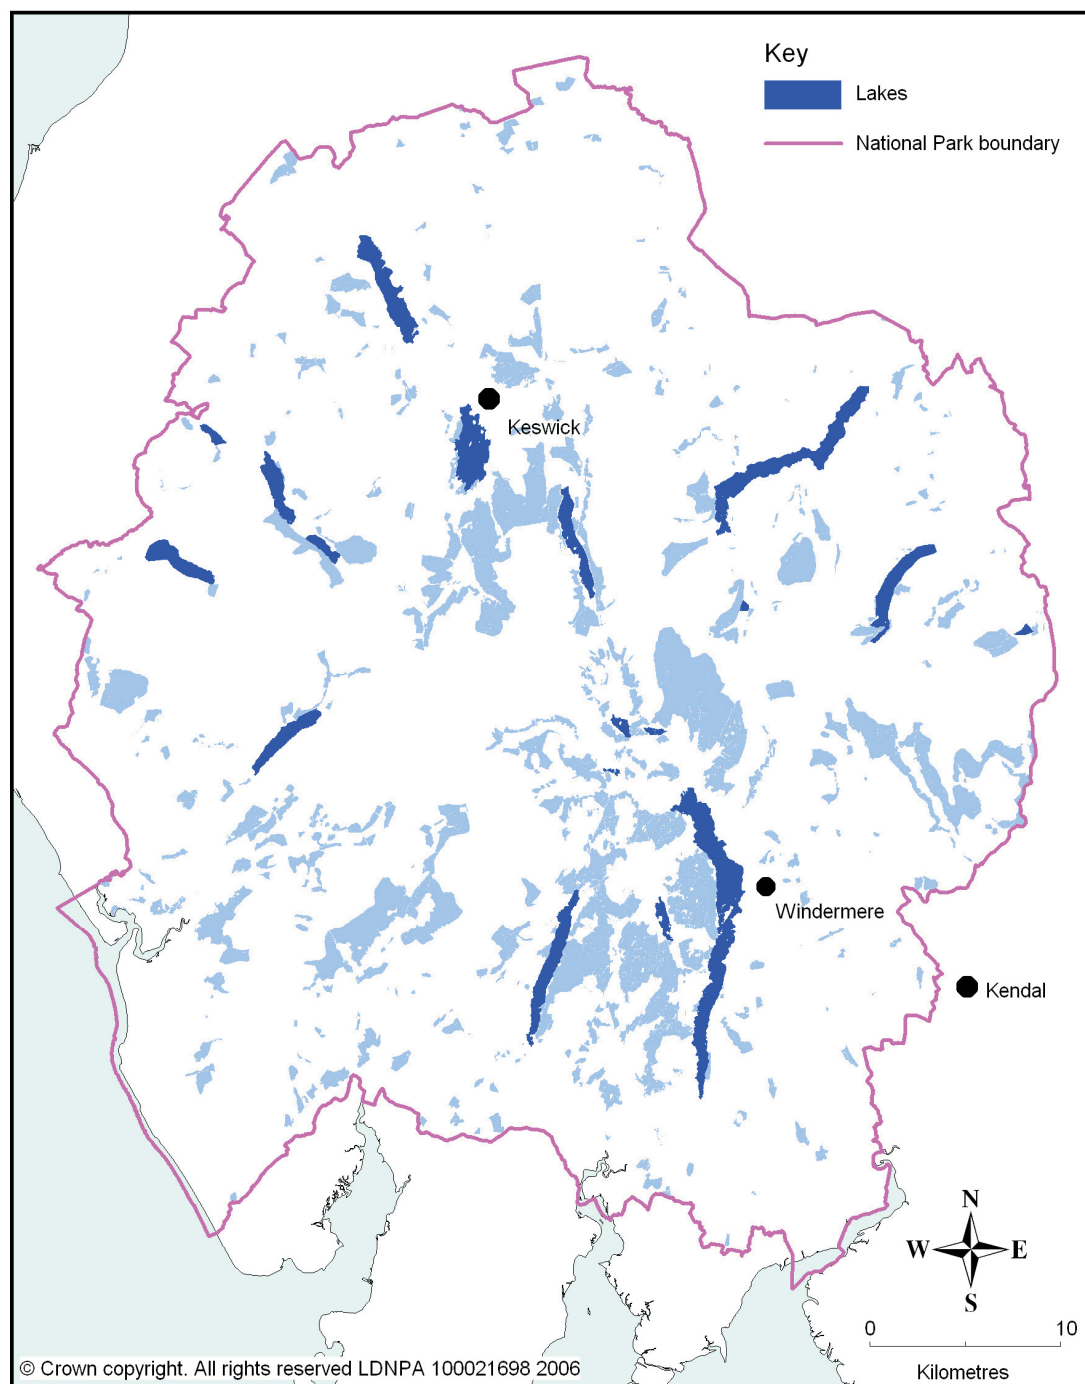 Key
Lakes
National Park boundary
Keswick
Windermere
Kendal
N
W E
S
0 10
Kilometres
© Crown copyright. All rights reserved LDNPA 100021698 2006